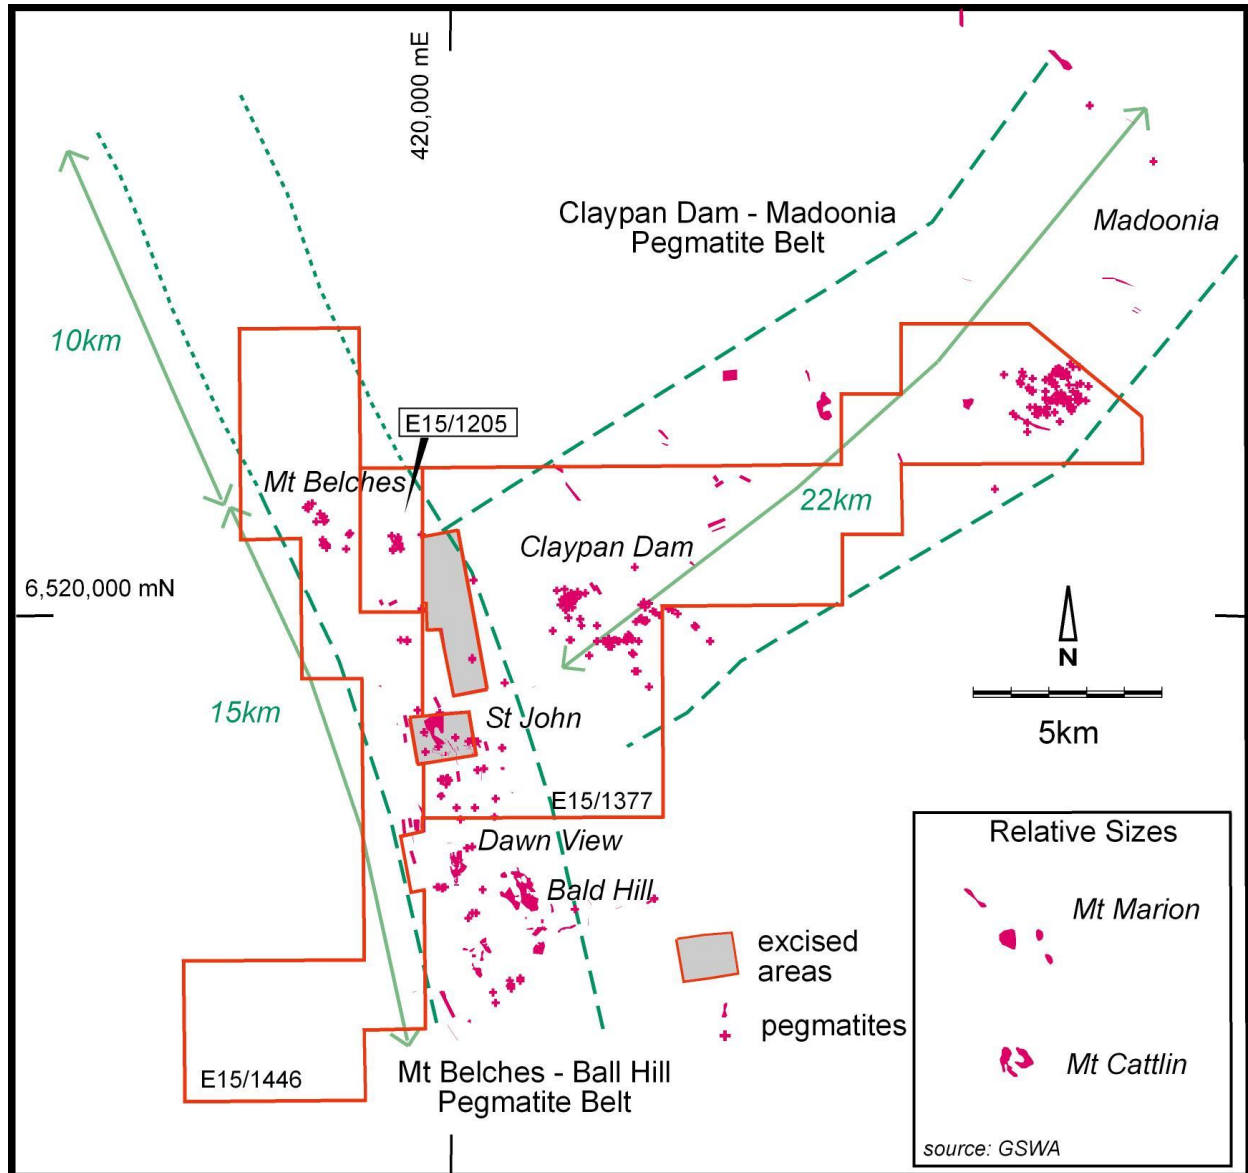 420,000 mE
Claypan Dam - Madoonia
Pegmatite Belt
Madoonia
10km
E15/1205
Mt Belches
22km
Claypan Dam
6,520,000 mN
N
5km
15km
St John
E15/1377
Dawn View
Bald Hill
excised
areas
pegmatites
E15/1446
Mt Belches - Ball Hill
Pegmatite Belt
Relative Sizes
Mt Marion
Mt Cattlin
source: GSWA